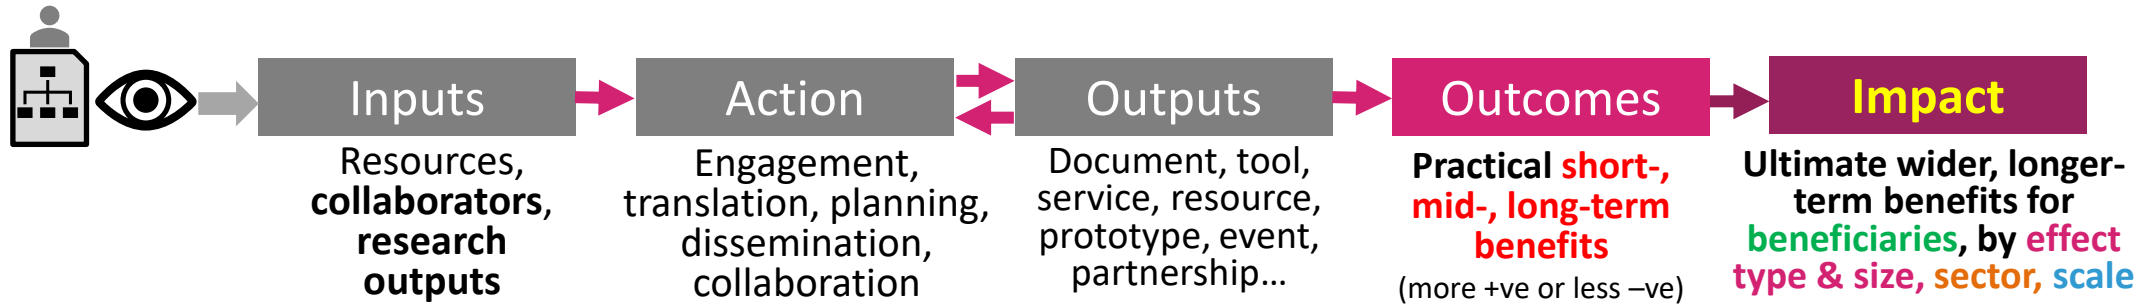 Inputs
Resources,
collaborators,
research
outputs
Action
Engagement,
translation, planning,
dissemination,
collaboration
Outputs
Document, tool,
service, resource,
prototype, event,
partnership…
Outcomes
Practical short-,
mid-, long-term
benefits
(more +ve or less –ve)
Impact
Ultimate wider, longer-
term benefits for
beneficiaries, by effect
type & size, sector, scale